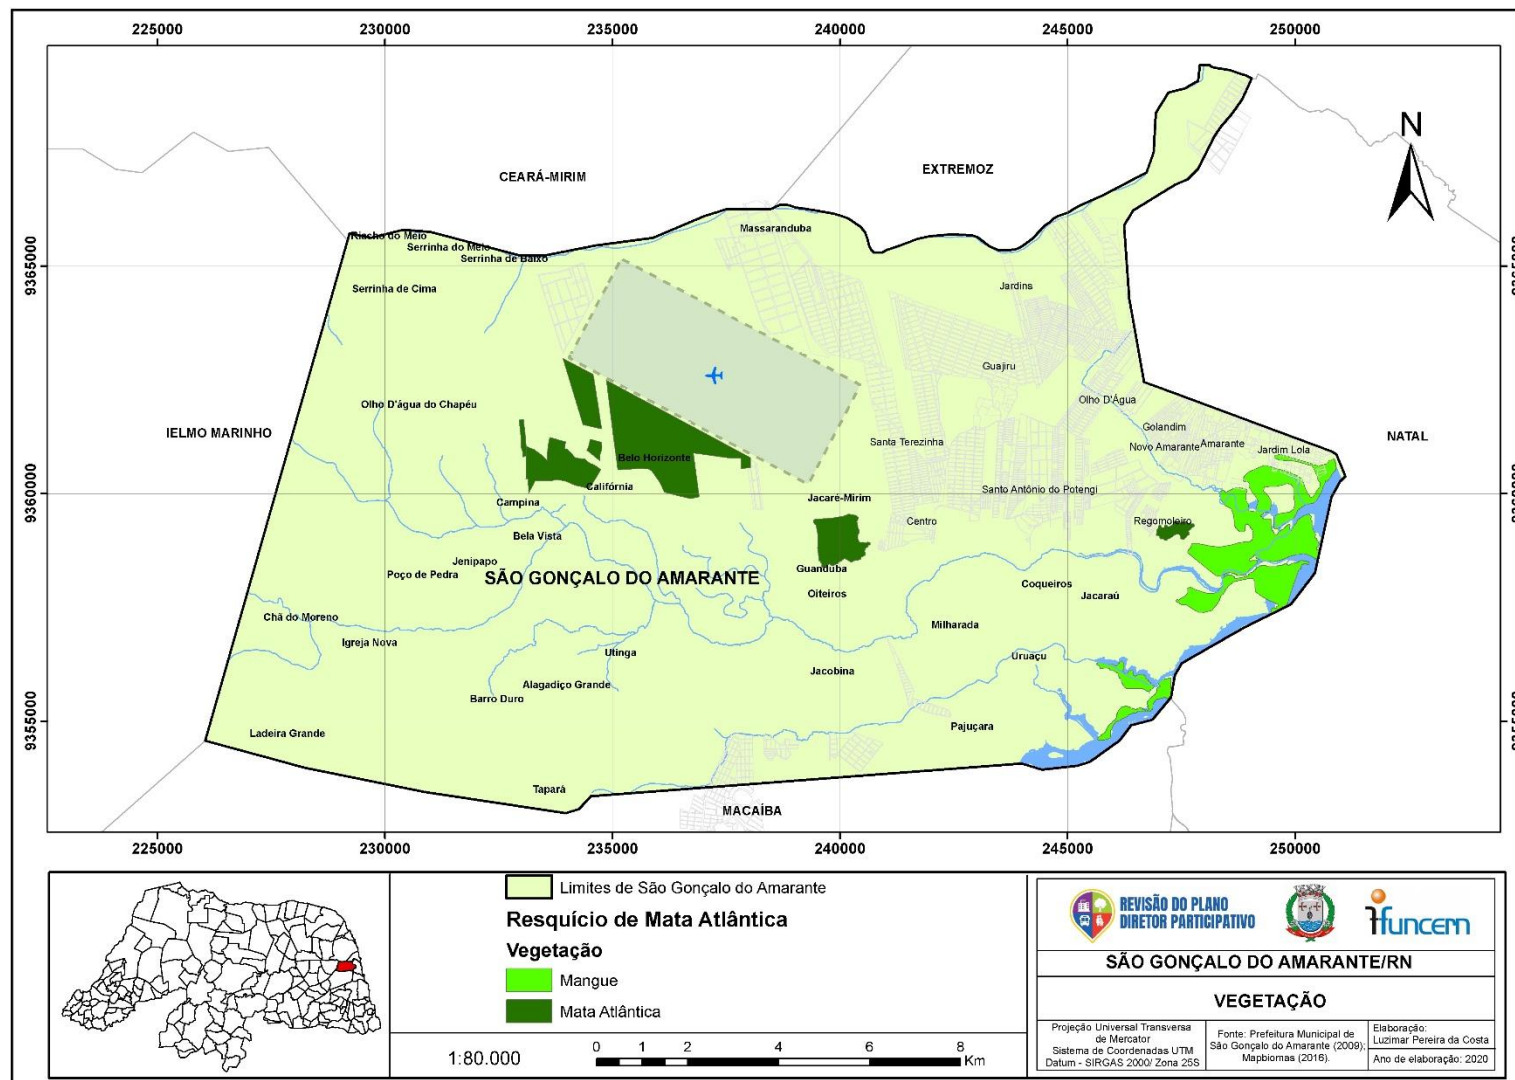 225000 230000 235000 240000 245000 250000
N
CEARÁ-MIRIM
EXTREMOZ
Massaranduba
Riacho do Meio
Serrinha do Meio
Serrinha de Baixo
9365000
9365000
Serrinha de Cima
Jardins
Guajiru
Olho D'Água
Olho D'Água do Chapéu
IELMO MARINHO
NATAL
Golandim
Santa Terezinha
Novo Amarante
Amarante
Jardim Lola
Belo Horizonte
Califórnia
Santo Antônio do Potengi
9360000
9360000
Campina
Jacaré-Mirim
Centro
Regomoleiro
Bela Vista
Jenipapo
Poço de Pedra
SÃO GONÇALO DO AMARANTE
Guanduba
Oiteiros
Coqueiros
Jacaraú
Chã do Moreno
Igreja Nova
Milharada
Utinga
Uruaçu
Jacobina
Alagadiço Grande
Barro Duro
9355000
9355000
Ladeira Grande
Pajuçara
Tapará
MACAÍBA
225000 230000 235000 240000 245000 250000
Limites de São Gonçalo do Amarante
Resquício de Mata Atlântica
Vegetação
Mangue
Mata Atlântica
1:80.000
0 1 2 4 6 8
Km
REVISÃO DO PLANO
DIRETOR PARTICIPATIVO
ifuncern
SÃO GONÇALO DO AMARANTE/RN
VEGETAÇÃO
Projeção Universal Transversa
de Mercator
Sistema de Coordenadas UTM
Datum - SIRGAS 2000/ Zona 25S
Fonte: Prefeitura Municipal de
São Gonçalo do Amarante (2009);
Mapbiomas (2016).
Elaboração:
Luzimar Pereira da Costa
Ano de elaboração: 2020